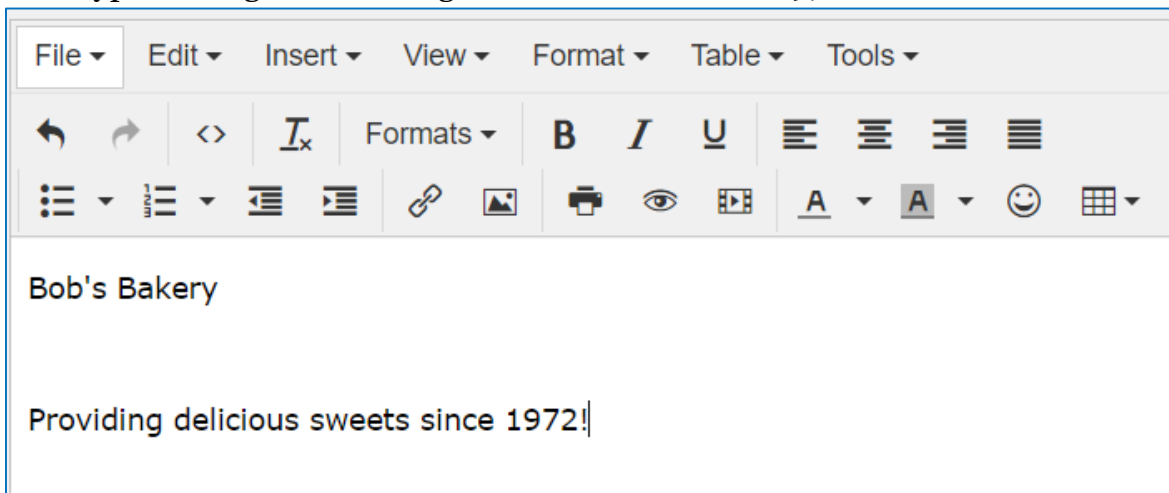 File Edit Insert View Format Table Tools
Formats B I U
A A
Bob's Bakery
Providing delicious sweets since 1972!